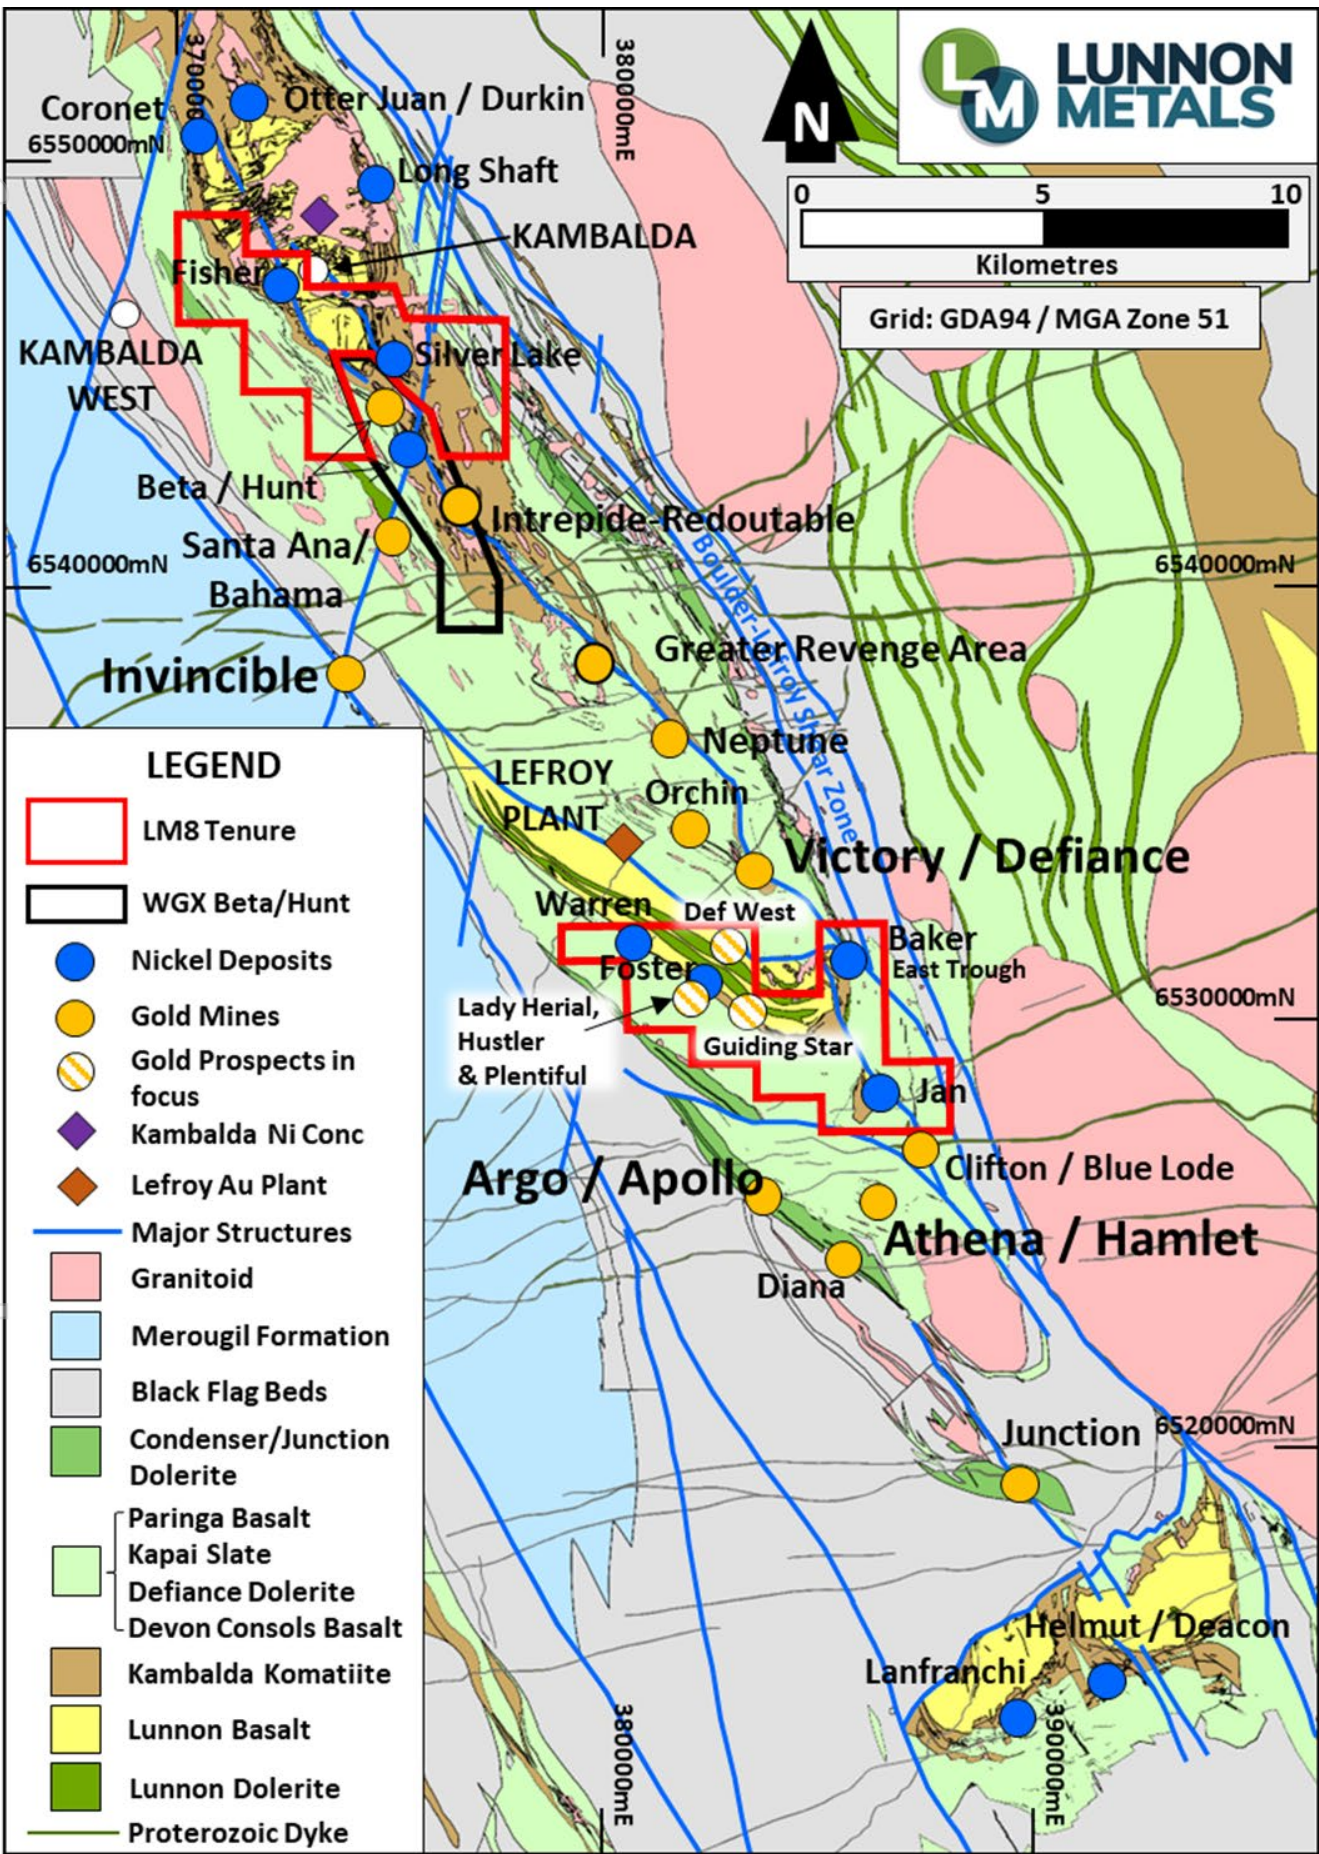 370000
380000mE
L
M
LUNNON
METALS
N
Coronet
Otter Juan / Durkin
6550000mN
Long Shaft
0 5 10
Kilometres
KAMBALDA
Fisher
Grid: GDA94 / MGA Zone 51
KAMBALDA
WEST
Silver Lake
Beta / Hunt
Intrepide-Redoutable
Santa Ana/
Bahama
6540000mN
6540000mN
Boulder-Lefroy Shear Zone
Greater Revenge Area
Invincible
Neptune
LEFROY
PLANT
Orchin
Victory / Defiance
Warren
Def West
Baker
East Trough
Foster
Lady Herial,
Hustler
& Plentiful
6530000mN
Guiding Star
Jan
Clifton / Blue Lode
Argo / Apollo
Athena / Hamlet
Diana
Junction
6520000mN
Helmut / Deacon
Lanfranchi
380000mE
390000mE
LEGEND
LM8 Tenure
WGX Beta/Hunt
Nickel Deposits
Gold Mines
Gold Prospects in
focus
Kambalda Ni Conc
Lefroy Au Plant
Major Structures
Granitoid
Merougil Formation
Black Flag Beds
Condenser/Junction
Dolerite
Paringa Basalt
Kapai Slate
Defiance Dolerite
Devon Consols Basalt
Kambalda Komatiite
Lunnon Basalt
Lunnon Dolerite
Proterozoic Dyke